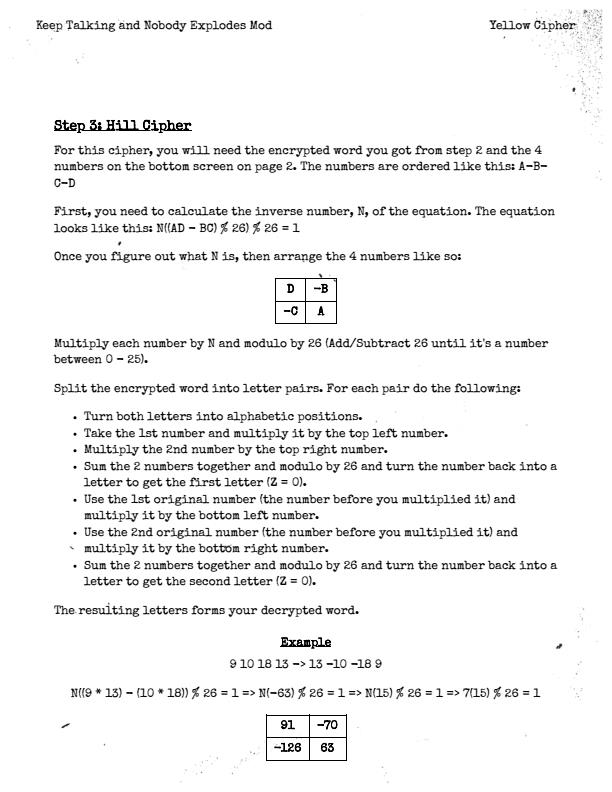 Keep Talking and Nobody Explodes Mod Yellow Cipher
Step 3: Hill Cipher
For this cipher, you will need the encrypted word you got from step 2 and the 4
numbers on the bottom screen on page 2. The numbers are ordered like this: A-B-
C-D
First, you need to calculate the inverse number, N, of the equation. The equation
looks like this: N((AD - BC) % 26) % 26 = 1
Once you figure out what N is, then arrange the 4 numbers like so:
D -B
-C A
Multiply each number by N and modulo by 26 (Add/Subtract 26 until it's a number
between 0 - 25).
Split the encrypted word into letter pairs. For each pair do the following:
• Turn both letters into alphabetic positions.
• Take the 1st number and multiply it by the top left number.
• Multiply the 2nd number by the top right number.
• Sum the 2 numbers together and modulo by 26 and turn the number back into a
letter to get the first letter (Z = 0).
• Use the 1st original number (the number before you multiplied it) and
multiply it by the bottom left number.
• Use the 2nd original number (the number before you multiplied it) and
multiply it by the bottom right number.
• Sum the 2 numbers together and modulo by 26 and turn the number back into a
letter to get the second letter (Z = 0).
The resulting letters forms your decrypted word.
Example
9 10 18 13 -> 13 -10 -18 9
N((9 * 13) - (10 * 18)) % 26 = 1 => N(-63) % 26 = 1 => N(15) % 26 = 1 => 7(15) % 26 = 1
91 -70
-126 63